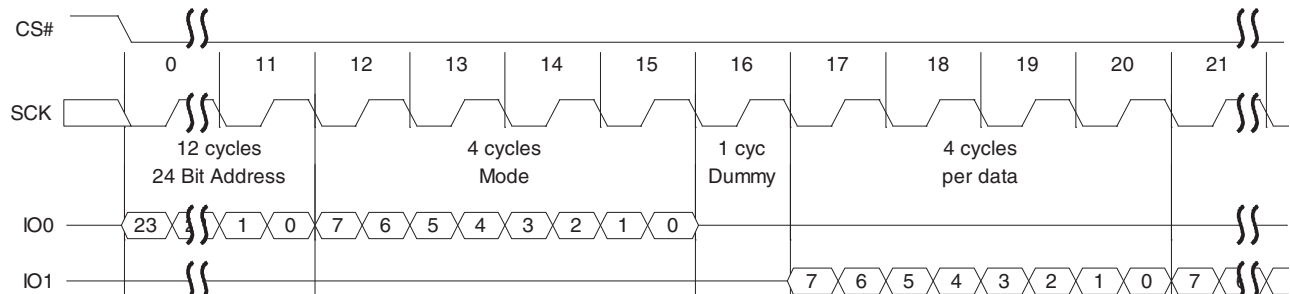 CS#
0 11 12 13 14 15 16 17 18 19 20 21
SCK
12 cycles 4 cycles 1 cyc 4 cycles
24 Bit Address Mode Dummy per data
IO0 23 1 0 7 6 5 4 3 2 1 0
IO1 7 6 5 4 3 2 1 0 7